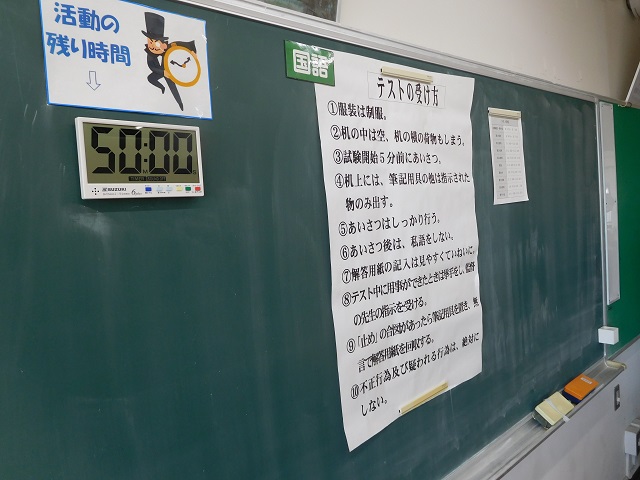 活動の
残り時間
国語
50:00
テストの受け方
①服装は制服。
②机の中は空、机の横の荷物もしまう。
③試験開始５分前にあいさつ。
④机上には、筆記用具の他は指示された
物のみ出す。
⑤あいさつはしっかり行う。
⑥あいさつ後は、私語をしない。
⑦解答用紙の記入は見やすくていねいに。
⑧テスト中に用事ができたときは挙手をし、監督
の先生の指示を受ける。
⑨「止め」の合図があったら筆記用具を置き、無
言で解答用紙を回収する。
⑩不正行為及び疑われる行為は、絶対に
しない。